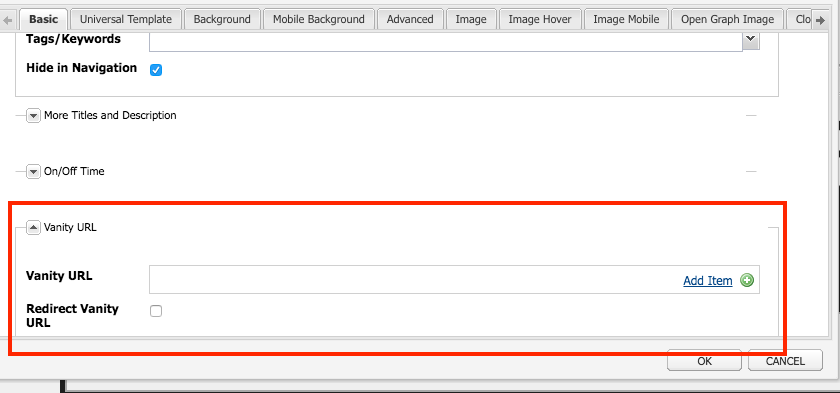 Basic Universal Template Background Mobile Background Advanced Image Image Hover Image Mobile Open Graph Image Clo
Tags/Keywords
Hide in Navigation
More Titles and Description
On/Off Time
Vanity URL
Vanity URL Add Item
Redirect Vanity
URL
OK CANCEL